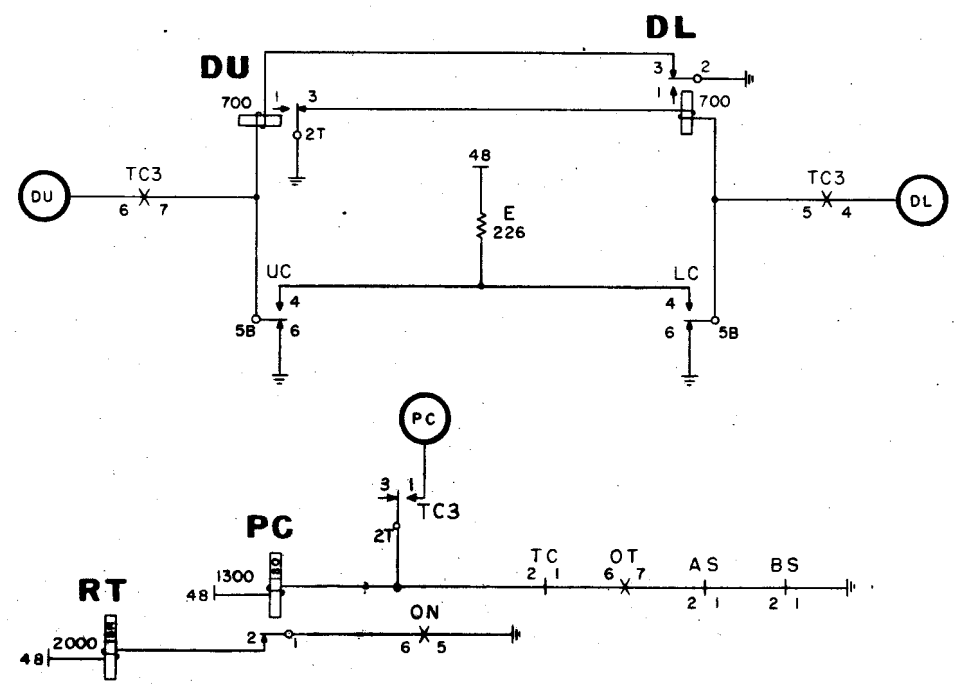 DL
DU
3 2
1
700 1 3
700
2T
48
TC3
TC3
DU
6 7
E
226
5 4
DL
UC
LC
4
4
5B 6
6 5B
PC
3 1
TC3
2T
PC
1300
48
TC
2 1
OT
6 7
AS
2 1
BS
2 1
RT
ON
2000
48
2 1
6 5